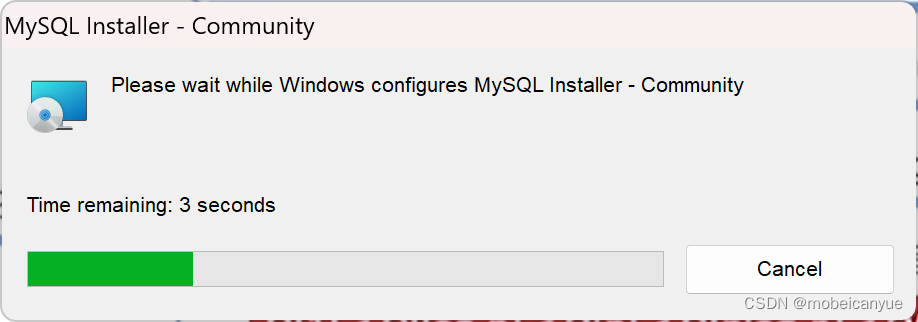 MySQL Installer - Community
Please wait while Windows configures MySQL Installer - Community
Time remaining: 3 seconds
Cancel
CSDN @mobeicanyue